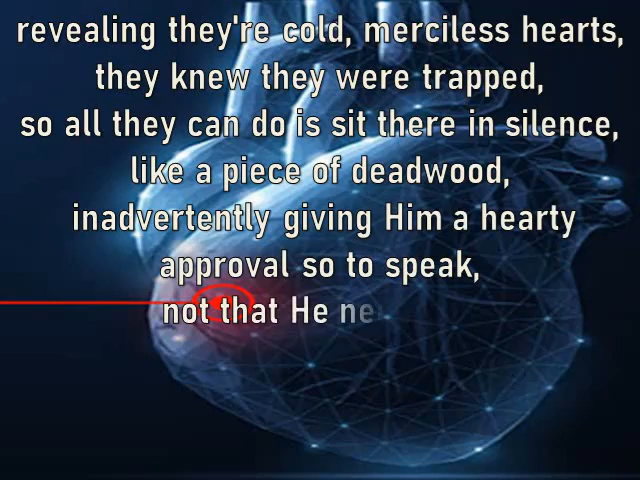 revealing they're cold, merciless hearts,
they knew they were trapped,
so all they can do is sit there in silence,
like a piece of deadwood,
inadvertently giving Him a hearty
approval so to speak,
not that He